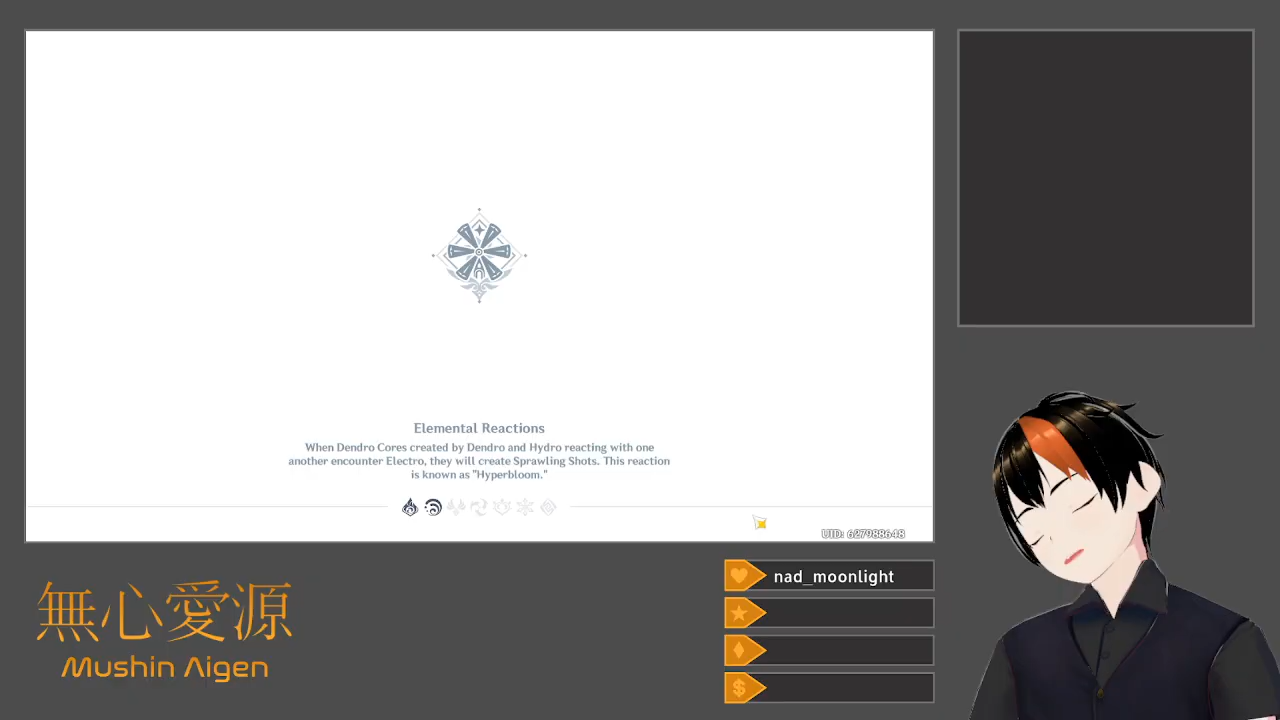 Elemental Reactions
When Dendro Cores created by Dendro and Hydro reacting with one
another encounter Electro, they will create Sprawling Shots. This reaction
is known as "Hyperbloom."
UID: 627988648
nad_moonlight
無心愛源
Mushin Aigen